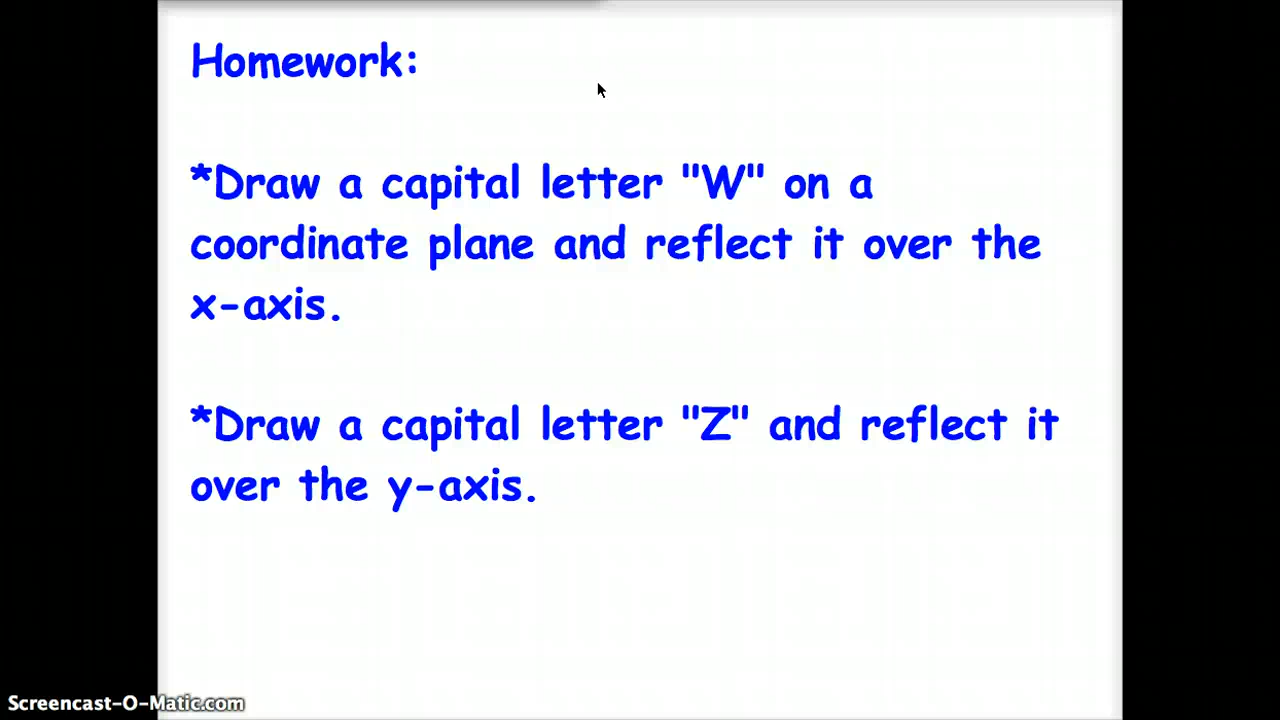 Homework:
*Draw a capital letter "W" on a
coordinate plane and reflect it over the
x-axis.
*Draw a capital letter "Z" and reflect it
over the y-axis.
Screencast-O-Matic.com